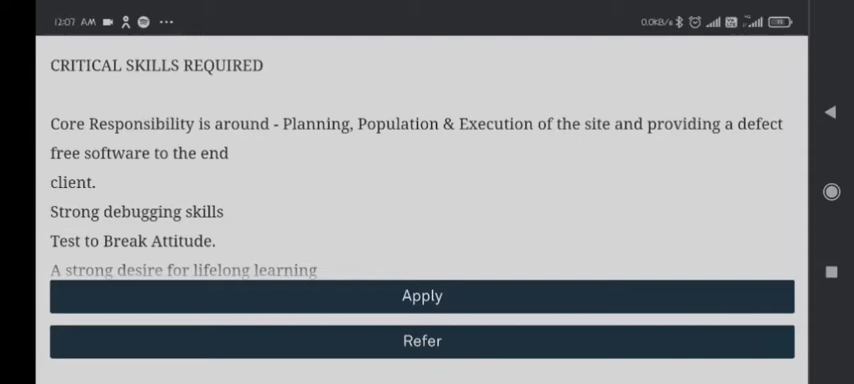 12:07 AM ...
0.0KB/s
CRITICAL SKILLS REQUIRED
Core Responsibility is around - Planning, Population & Execution of the site and providing a defect
free software to the end
client.
Strong debugging skills
Test to Break Attitude.
A strong desire for lifelong learning
Apply
Refer